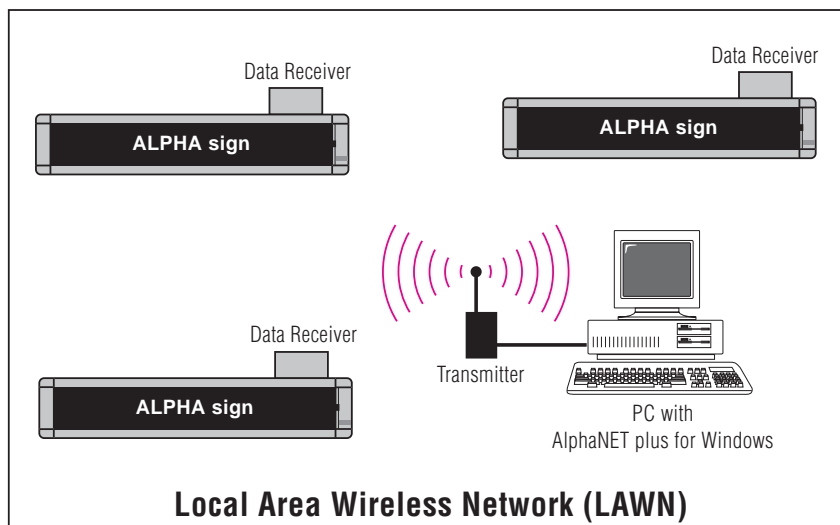 Data Receiver
ALPHA sign
Data Receiver
ALPHA sign
Data Receiver
ALPHA sign
Transmitter
PC with
AlphaNET plus for Windows
Local Area Wireless Network (LAWN)